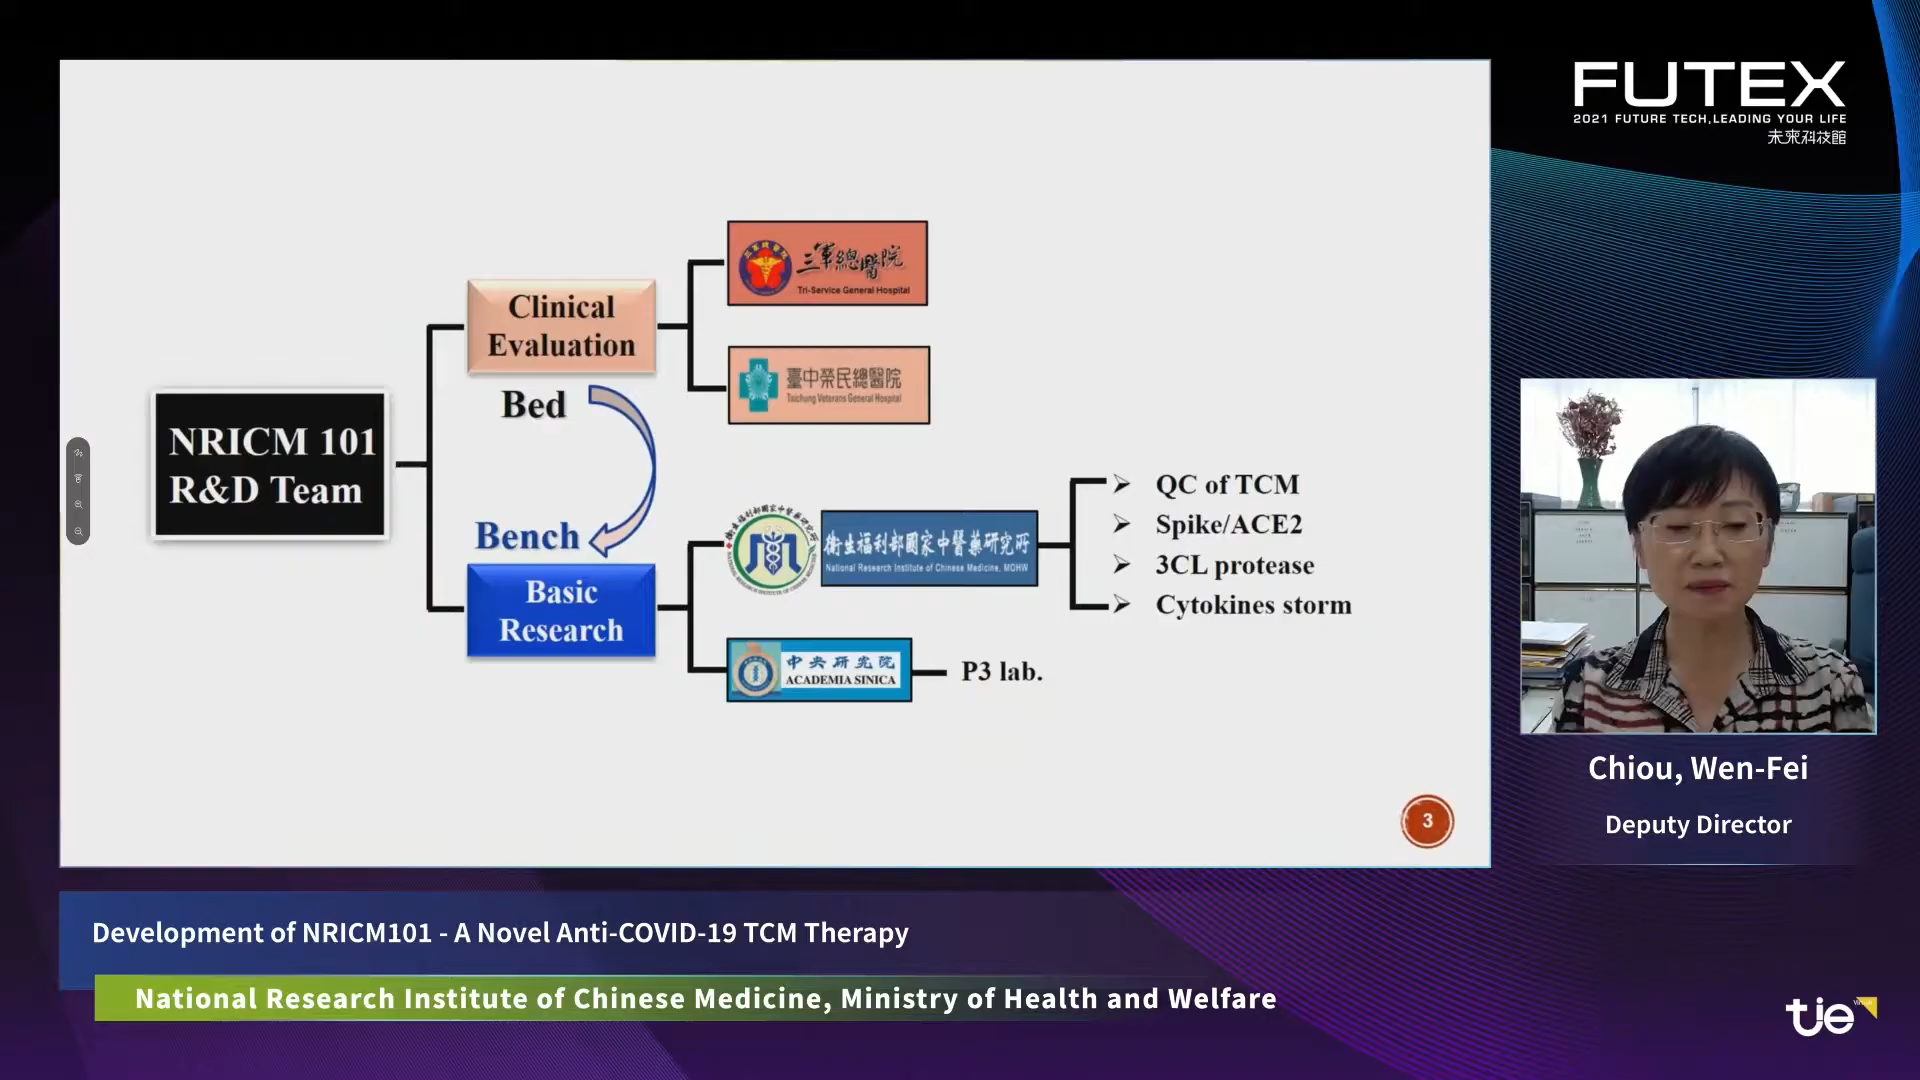 FUTEX
2021 FUTURE TECH,LEADING YOUR LIFE
未來科技館
三軍總醫院
Tri-Service General Hospital
Clinical
Evaluation
臺中榮民總醫院
Taichung Veterans General Hospital
Bed
NRICM 101
R&D Team
Bench
衛生福利部國家中醫藥研究所
National Research Institute of Chinese Medicine, MOHW
➢ QC of TCM
➢ Spike/ACE2
➢ 3CL protease
➢ Cytokines storm
Basic
Research
中央研究院
ACADEMIA SINICA
P3 lab.
3
Chiou, Wen-Fei
Deputy Director
Development of NRICM101 - A Novel Anti-COVID-19 TCM Therapy
National Research Institute of Chinese Medicine, Ministry of Health and Welfare
tie